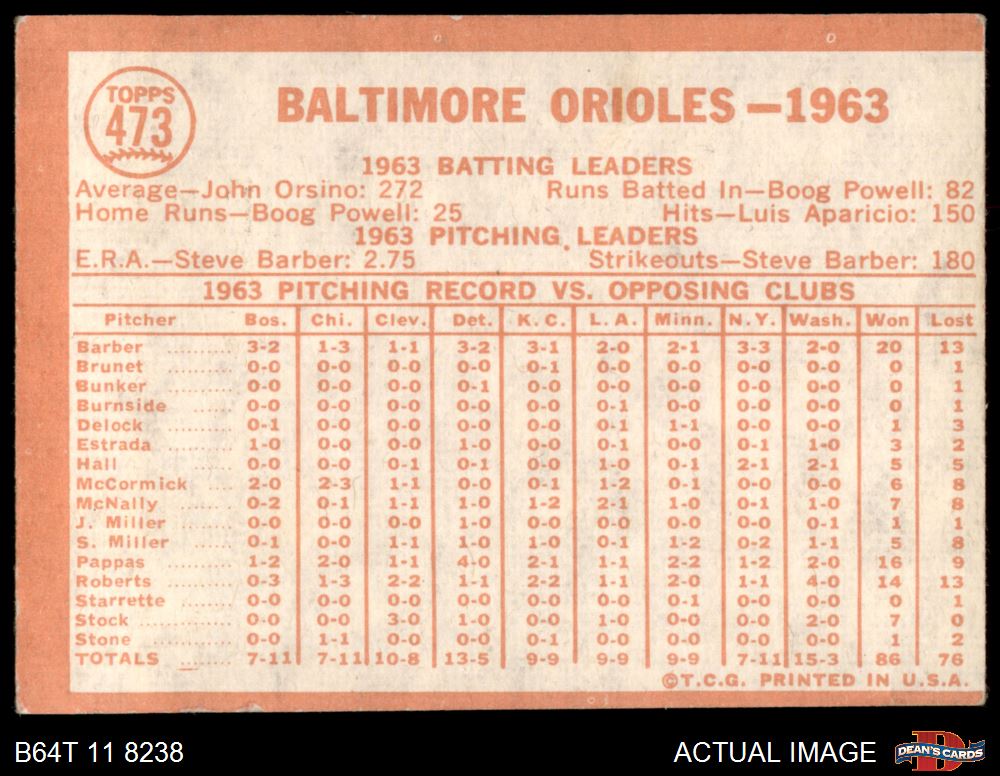 TOPPS
473
BALTIMORE ORIOLES—1963
1963 BATTING LEADERS
Average—John Orsino: 272 Runs Batted In—Boog Powell: 82
Home Runs—Boog Powell: 25 Hits—Luis Aparicio: 150
1963 PITCHING LEADERS
E.R.A.—Steve Barber: 2.75 Strikeouts—Steve Barber: 180
1963 PITCHING RECORD VS. OPPOSING CLUBS
Pitcher Bos. Chi. Clev. Det. K. C. L. A. Minn. N.Y. Wash. Won Lost
Barber ........ 3-2 1-3 1-1 3-2 3-1 2-0 2-1 3-3 2-0 20 13
Brunet ........ 0-0 0-0 0-0 0-0 0-1 0-0 0-0 0-0 0-0 0 1
Bunker ....... 0-0 0-0 0-0 0-1 0-0 0-0 0-0 0-0 0-0 0 1
Burnside ...... 0-0 0-0 0-0 0-0 0-0 0-1 0-0 0-0 0-0 0 1
Delock ........ 0-1 0-0 0-0 0-0 0-0 0-1 1-1 0-0 0-0 1 3
Estrada ....... 1-0 0-0 0-0 1-0 0-0 0-1 0-0 0-1 1-0 3 2
Hall ........ 0-0 0-0 0-1 0-1 0-0 1-0 0-1 2-1 2-1 5 5
McCormick .... 2-0 2-3 1-1 0-0 0-1 1-2 0-1 0-0 0-0 6 8
McNally ...... 0-2 0-1 1-1 1-0 1-2 2-1 1-0 0-1 1-0 7 8
J. Miller ...... 0-0 0-0 0-0 1-0 0-0 0-0 0-0 0-0 0-1 1 1
S. Miller ...... 0-1 0-0 1-1 1-0 1-0 0-1 1-2 0-2 1-1 5 8
Pappas ........ 1-2 2-0 1-1 4-0 2-1 1-1 2-2 1-2 2-0 16 9
Roberts ....... 0-3 1-3 2-2 1-1 2-2 1-1 2-0 1-1 4-0 14 13
Starrette ....... 0-0 0-0 0-0 0-0 0-0 0-0 0-1 0-0 0-0 0 1
Stock ........ 0-0 0-0 3-0 1-0 0-0 1-0 0-0 0-0 2-0 7 0
Stone ........ 0-0 1-1 0-0 0-0 0-1 0-0 0-0 0-0 0-0 1 2
TOTALS ..... 7-11 7-11 10-8 13-5 9-9 9-9 9-9 7-11 15-3 86 76
©T.C.G. PRINTED IN U.S.A.
B64T 11 8238 ACTUAL IMAGE D DEAN'S CARDS